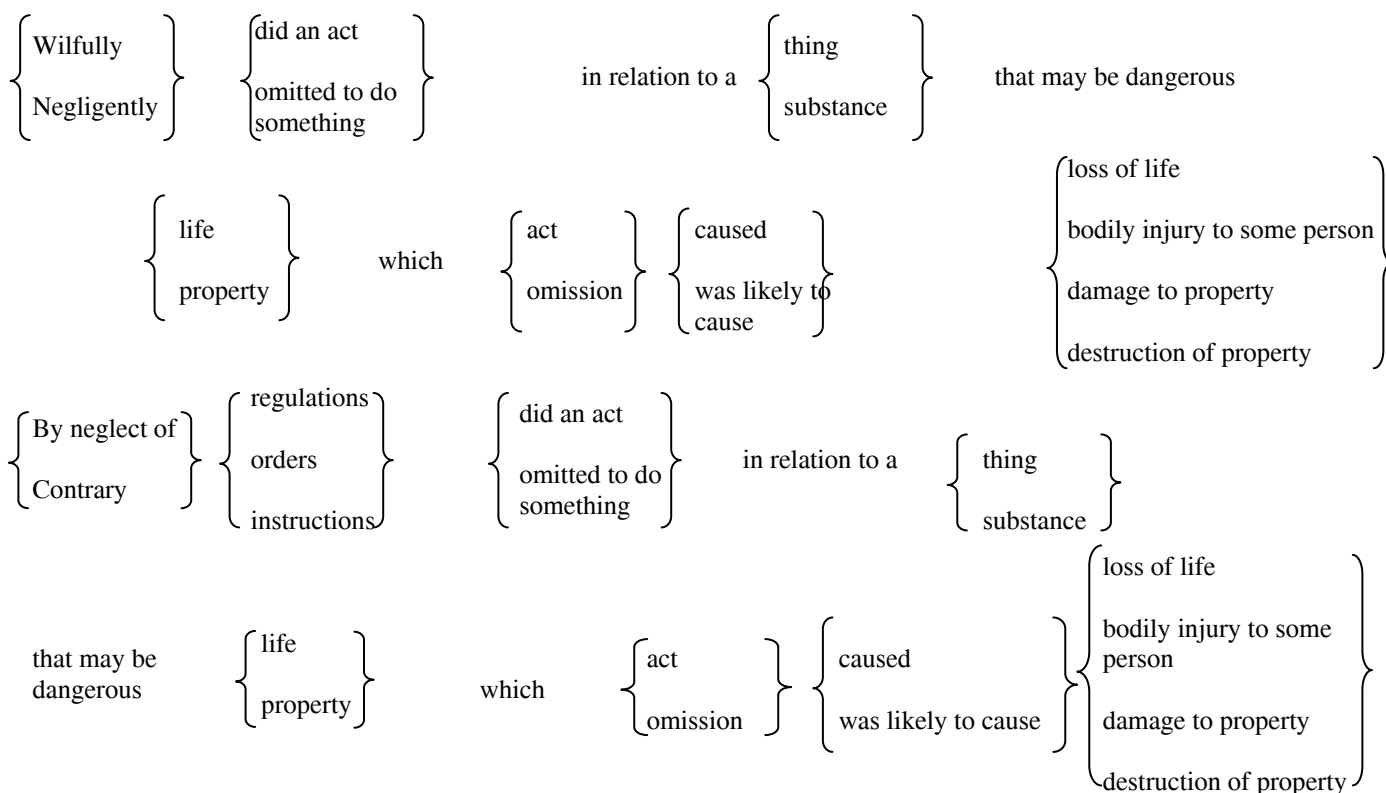 Wilfully
Negligently
did an act
omitted to do
something
in relation to a
thing
substance
that may be dangerous
life
property
which
act
omission
caused
was likely to
cause
loss of life
bodily injury to some person
damage to property
destruction of property
By neglect of
Contrary
regulations
orders
instructions
did an act
omitted to do
something
in relation to a
thing
substance
that may be
dangerous
life
property
which
act
omission
caused
was likely to cause
loss of life
bodily injury to some
person
damage to property
destruction of property